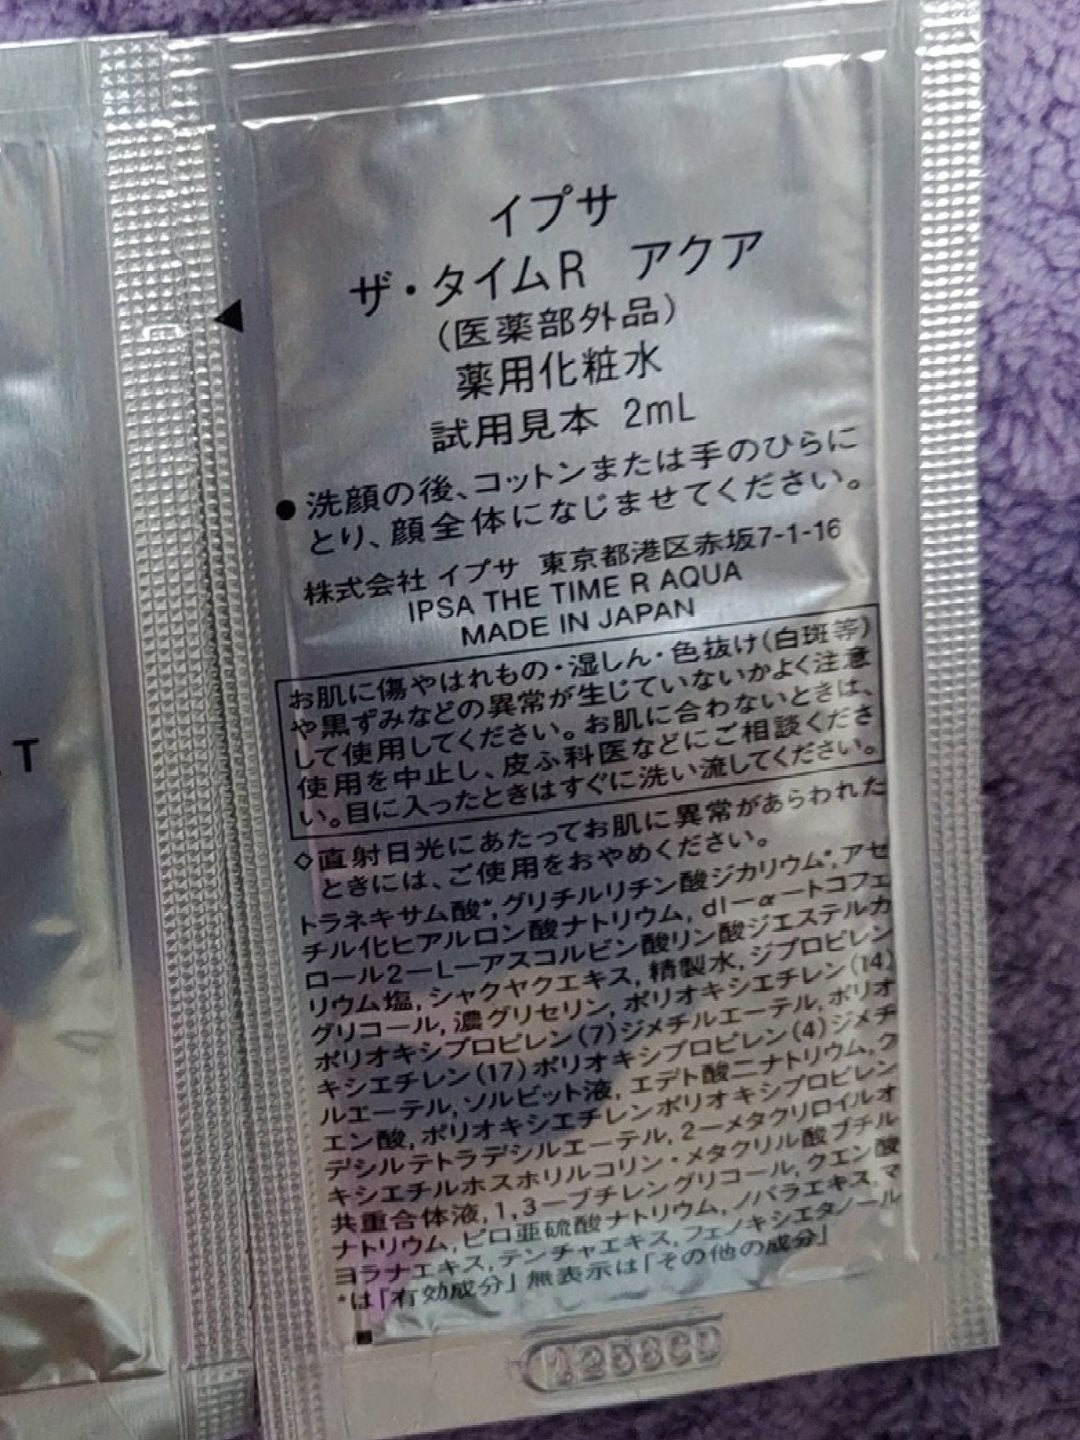 イプサ
ザ・タイムR アクア
(医薬部外品)
薬用化粧水
試用見本 2mL
●洗顔の後、コットンまたは手のひらに
とり、顔全体になじませてください。
株式会社 イプサ 東京都港区赤坂7-1-16
IPSA THE TIME R AQUA
MADE IN JAPAN
お肌に傷やはれもの・湿しん・色抜け(白斑等)
や黒ずみなどの異常が生じていないかよく注意
して使用してください。お肌に合わないときは、
使用を中止し、皮ふ科医などにご相談くださ
い。目に入ったときはすぐに洗い流してください。
◇直射日光にあたってお肌に異常があらわれた
ときには、ご使用をおやめください。
トラネキサム酸*,グリチルリチン酸ジカリウム*,アセ
チル化ヒアルロン酸ナトリウム,dl-α-トコフェ
ロール2-L-アスコルビン酸リン酸ジエステルカ
リウム塩,シャクヤクエキス,精製水,ジプロピレン
グリコール,濃グリセリン,ポリオキシエチレン(14)
ポリオキシプロピレン(7)ジメチルエーテル,ポリオ
キシエチレン(17)ポリオキシプロピレン(4)ジメチ
ルエーテル,ソルビット液,エデト酸二ナトリウム,ク
エン酸,ポリオキシエチレンポリオキシプロピレン
デシルテトラデシルエーテル,2-メタクリロイルオ
キシエチルホスホリルコリン・メタクリル酸ブチル
共重合体液,1,3-ブチレングリコール,クエン酸
ナトリウム,ピロ亜硫酸ナトリウム,ノバラエキス,マ
ヨラナエキス,テンチャエキス,フェノキシエタノール
*は「有効成分」無表示は「その他の成分」
T